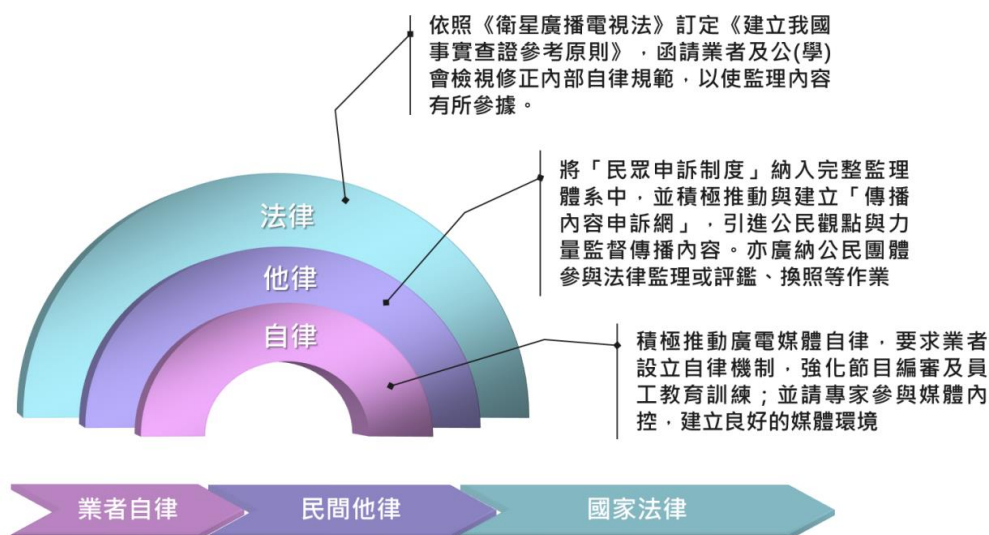 依照《衛星廣播電視法》訂定《建立我國
事實查證參考原則》，函請業者及公(學)
會檢視修正內部自律規範，以使監理內容
有所參據。
將「民眾申訴制度」納入完整監理
體系中，並積極推動與建立「傳播
內容申訴網」，引進公民觀點與力
量監督傳播內容。亦廣納公民團體
參與法律監理或評鑑、換照等作業
法律
他律
自律
積極推動廣電媒體自律，要求業者
設立自律機制，強化節目編審及員
工教育訓練；並請專家參與媒體內
控，建立良好的媒體環境
業者自律
民間他律
國家法律